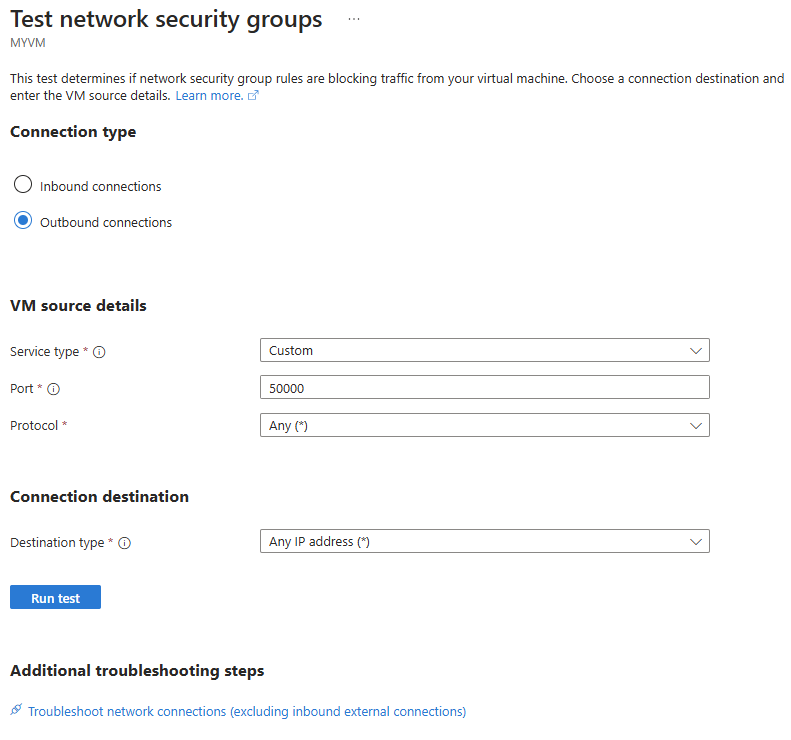 Test network security groups ...
MYVM
This test determines if network security group rules are blocking traffic from your virtual machine. Choose a connection destination and
enter the VM source details. Learn more.
Connection type
Inbound connections
Outbound connections
VM source details
Service type *
Custom
Port *
50000
Protocol *
Any (*)
Connection destination
Destination type *
Any IP address (*)
Run test
Additional troubleshooting steps
Troubleshoot network connections (excluding inbound external connections)